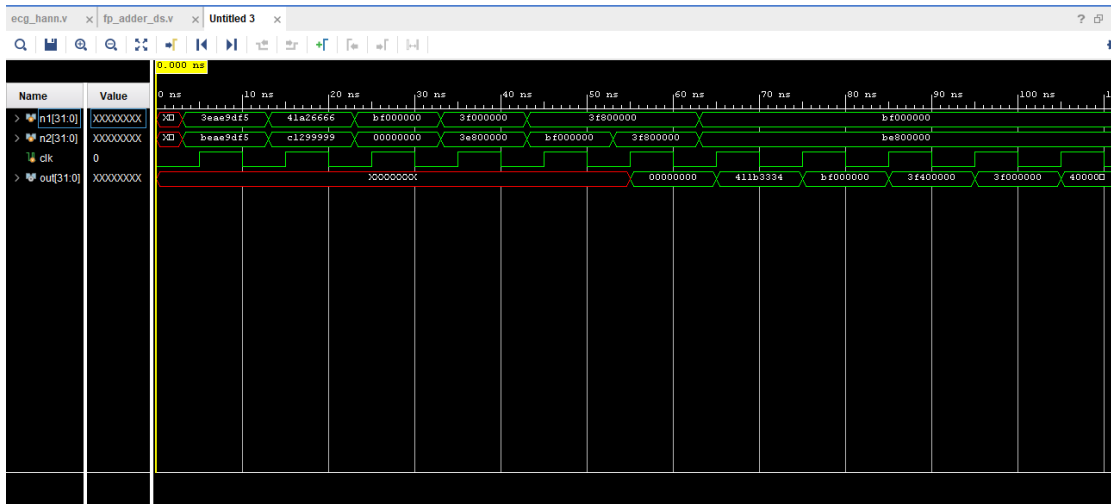 ecg_hann.v × fp_adder_ds.v × Untitled 3 × ?
0.000 ns
Name Value 0 ns 10 ns 20 ns 30 ns 40 ns 50 ns 60 ns 70 ns 80 ns 90 ns 100 ns
> n1[31:0] XXXXXXXX 3eae9df5 41a26666 bf000000 3f000000 3f800000 bf000000
> n2[31:0] XXXXXXXX beae9df5 c1299999 00000000 3e800000 bf000000 3f800000 be800000
clk 0
> out[31:0] XXXXXXXX XXXXXXXX 00000000 411b3334 bf000000 3f400000 3f000000 40000